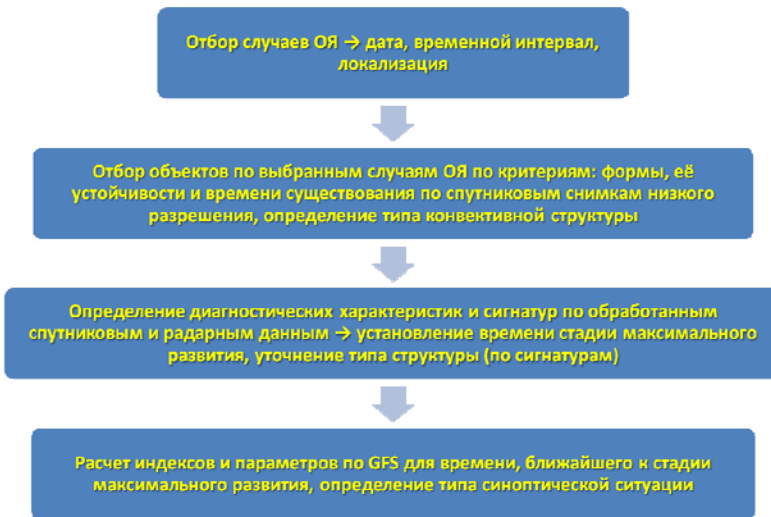 Отбор случаев ОЯ → дата, временной интервал,
локализация
Отбор объектов по выбранным случаям ОЯ по критериям: формы, её
устойчивости и времени существования по спутниковым снимкам низкого
разрешения, определение типа конвективной структуры
Определение диагностических характеристик и сигнатур по обработанным
спутниковым и радарным данным → установление времени стадии максимального
развития, уточнение типа структуры (по сигнатурам)
Расчет индексов и параметров по GFS для времени, ближайшего к стадии
максимального развития, определение типа синоптической ситуации